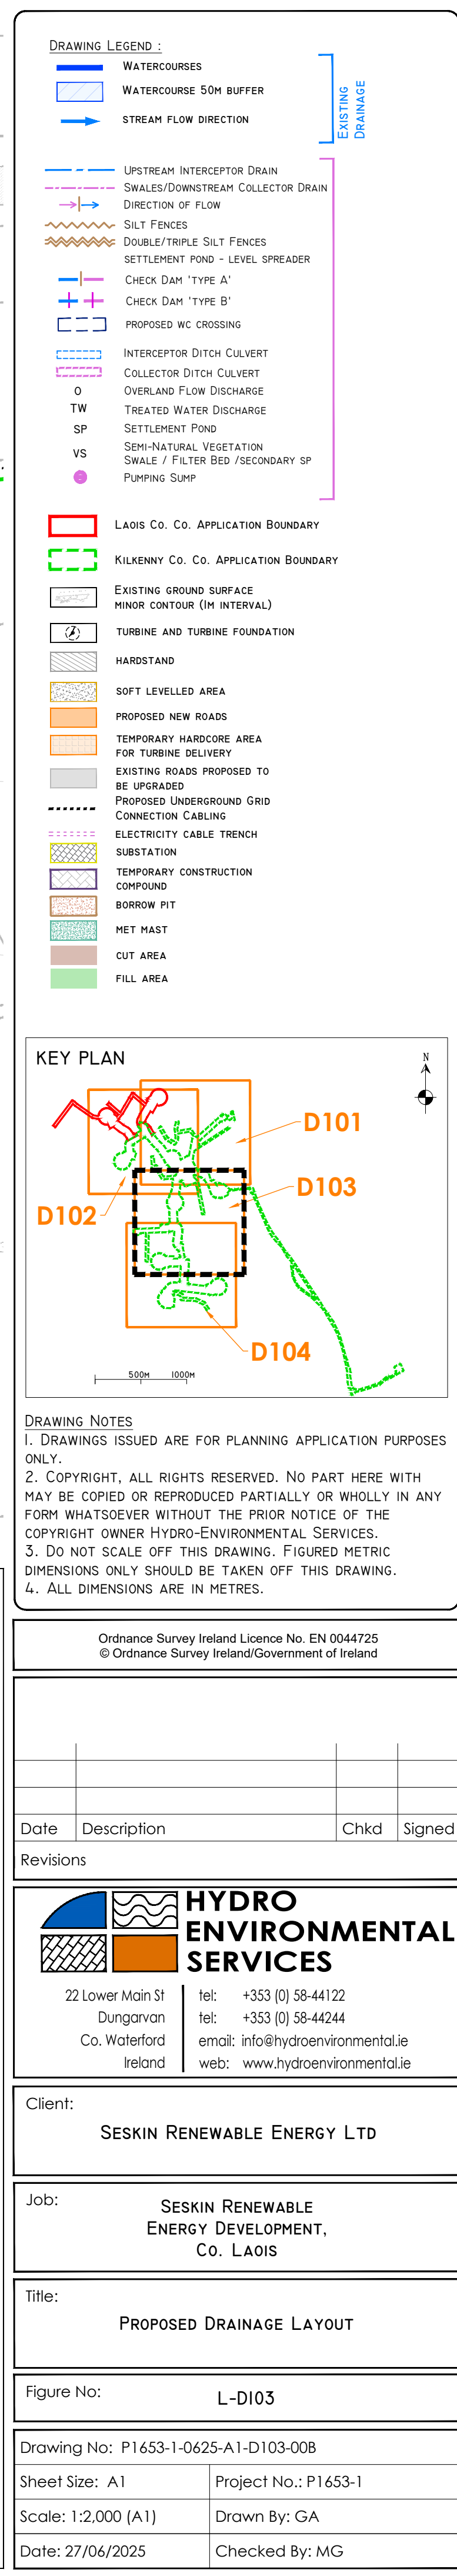 Drawing Legend :
Watercourses
Watercourse 50m buffer
stream flow direction
Existing
Drainage
Upstream Interceptor Drain
Swales/Downstream Collector Drain
Direction of flow
Silt Fences
Double/triple Silt Fences
settlement pond - level spreader
Check Dam 'type A'
Check Dam 'type B'
proposed wc crossing
Interceptor Ditch Culvert
Collector Ditch Culvert
O Overland Flow Discharge
TW Treated Water Discharge
SP Settlement Pond
VS Semi-Natural Vegetation
Swale / Filter Bed /secondary sp
Pumping Sump
Laois Co. Co. Application Boundary
Kilkenny Co. Co. Application Boundary
Existing ground surface
minor contour (1m interval)
turbine and turbine foundation
hardstand
soft levelled area
proposed new roads
temporary hardcore area
for turbine delivery
existing roads proposed to
be upgraded
Proposed Underground Grid
Connection Cabling
electricity cable trench
substation
temporary construction
compound
borrow pit
met mast
cut area
fill area
KEY PLAN
N
D101
D103
D102
D104
500m 1000m
Drawing Notes
1. Drawings issued are for planning application purposes
only.
2. Copyright, all rights reserved. No part here with
may be copied or reproduced partially or wholly in any
form whatsoever without the prior notice of the
copyright owner Hydro-Environmental Services.
3. Do not scale off this drawing. Figured metric
dimensions only should be taken off this drawing.
4. All dimensions are in metres.
Ordnance Survey Ireland Licence No. EN 0044725
© Ordnance Survey Ireland/Government of Ireland
Date Description Chkd Signed
Revisions
HYDRO
ENVIRONMENTAL
SERVICES
22 Lower Main St tel: +353 (0) 58-44122
Dungarvan tel: +353 (0) 58-44244
Co. Waterford email: info@hydroenvironmental.ie
Ireland web: www.hydroenvironmental.ie
Client:
Seskin Renewable Energy Ltd
Job:
Seskin Renewable
Energy Development,
Co. Laois
Title:
Proposed Drainage Layout
Figure No:
L-D103
Drawing No: P1653-1-0625-A1-D103-00B
Sheet Size: A1 Project No.: P1653-1
Scale: 1:2,000 (A1) Drawn By: GA
Date: 27/06/2025 Checked By: MG